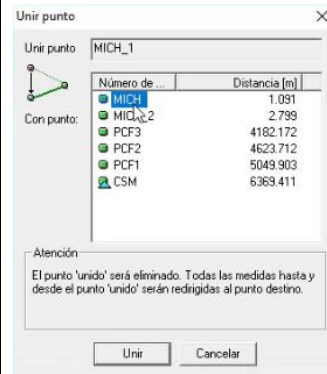 Unir punto
Unir punto MICH_1
Número de ... Distancia [m]
Con punto:
MICH 1.091
2 2.799
PCF3 4182.172
PCF2 4623.712
PCF1 5049.903
CSM 6369.411
Atención
El punto 'unido' será eliminado. Todas las medidas hasta y
desde el punto 'unido' serán redirigidas al punto destino.
Unir Cancelar